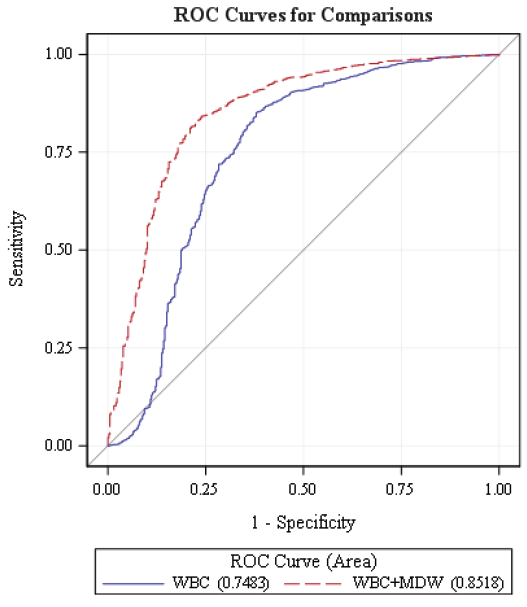 ROC Curves for Comparisons
1.00
0.75
0.50
0.25
0.00
Sensitivity
0.00 0.25 0.50 0.75 1.00
1 - Specificity
ROC Curve (Area)
WBC (0.7483) WBC+MDW (0.8518)